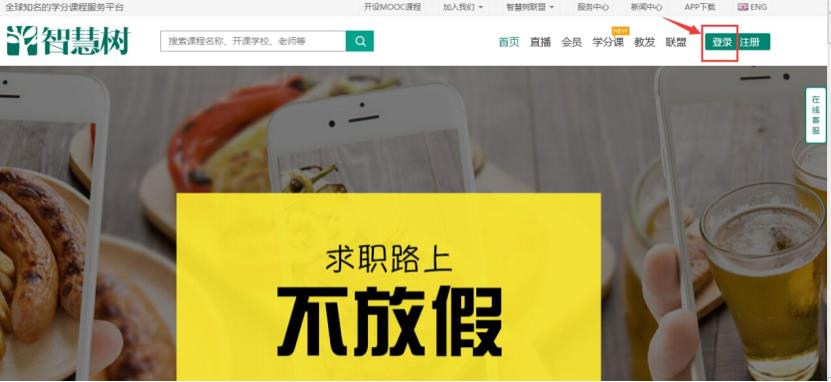 全球知名的学分课程服务平台
开设MOOC课程 加入我们 智慧树联盟 服务中心 新闻中心 APP下载 ENG
智慧树
搜索课程名称、开课学校、老师等
首页 直播 会员 学分课 NEW 教发 联盟 登录 注册
在线客服
求职路上
不放假